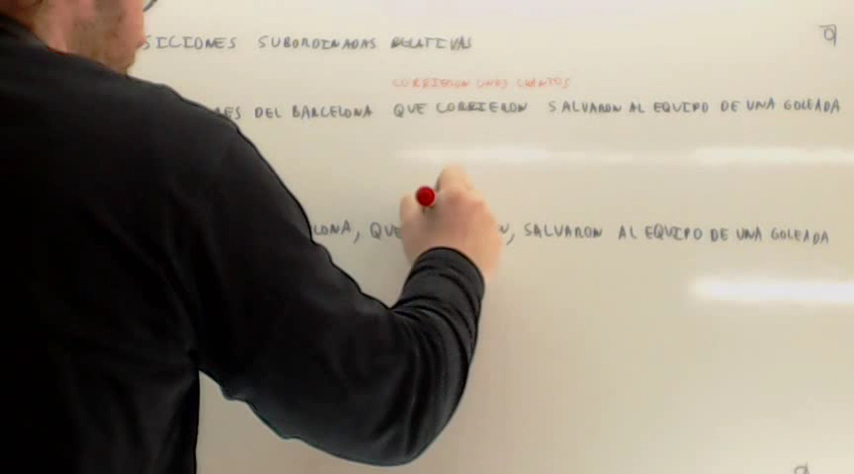 SICIONES SUBORDINADAS RELATIVAS
CORRIERON UNOS CUANTOS
ES DEL BARCELONA QUE CORRIERON SALVARON AL EQUIPO DE UNA GOLEADA
LONA, QUE N, SALVARON AL EQUIPO DE UNA GOLEADA